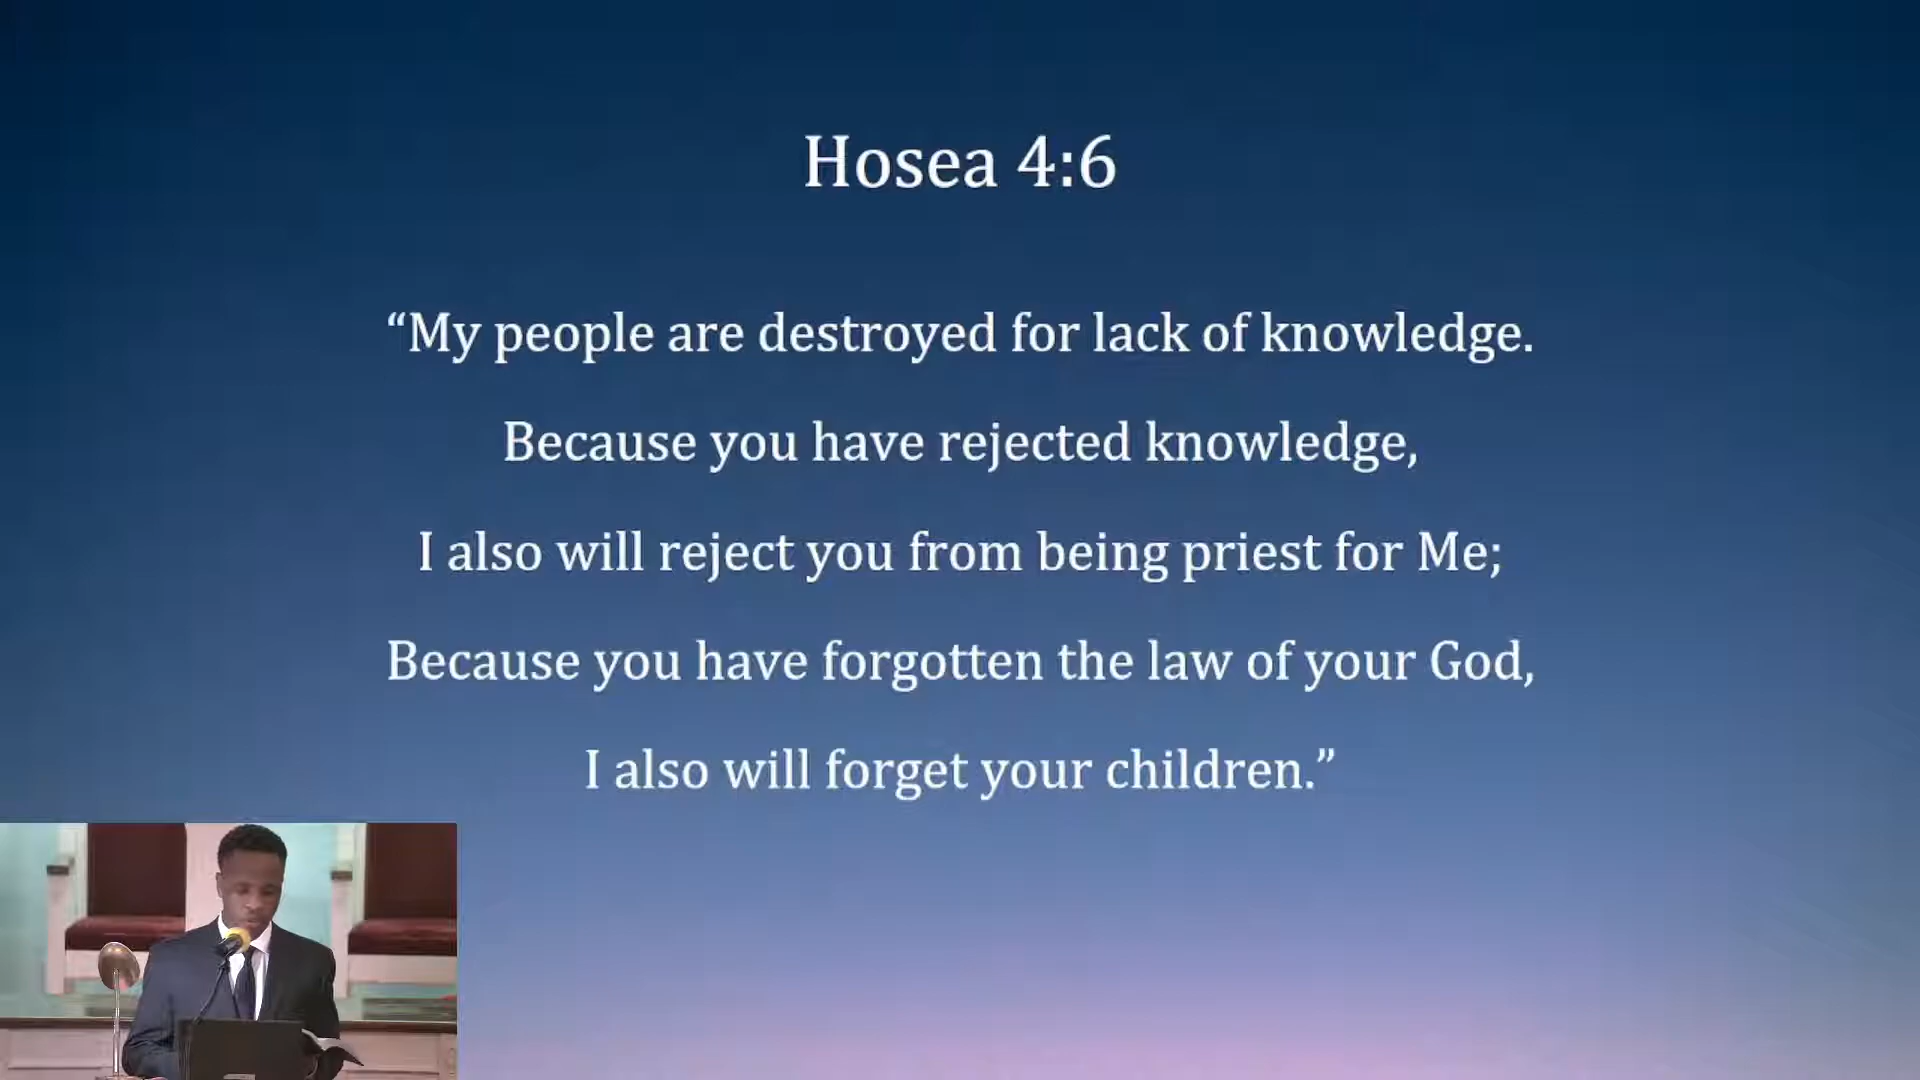 Hosea 4:6
“My people are destroyed for lack of knowledge.
Because you have rejected knowledge,
I also will reject you from being priest for Me;
Because you have forgotten the law of your God,
I also will forget your children.”